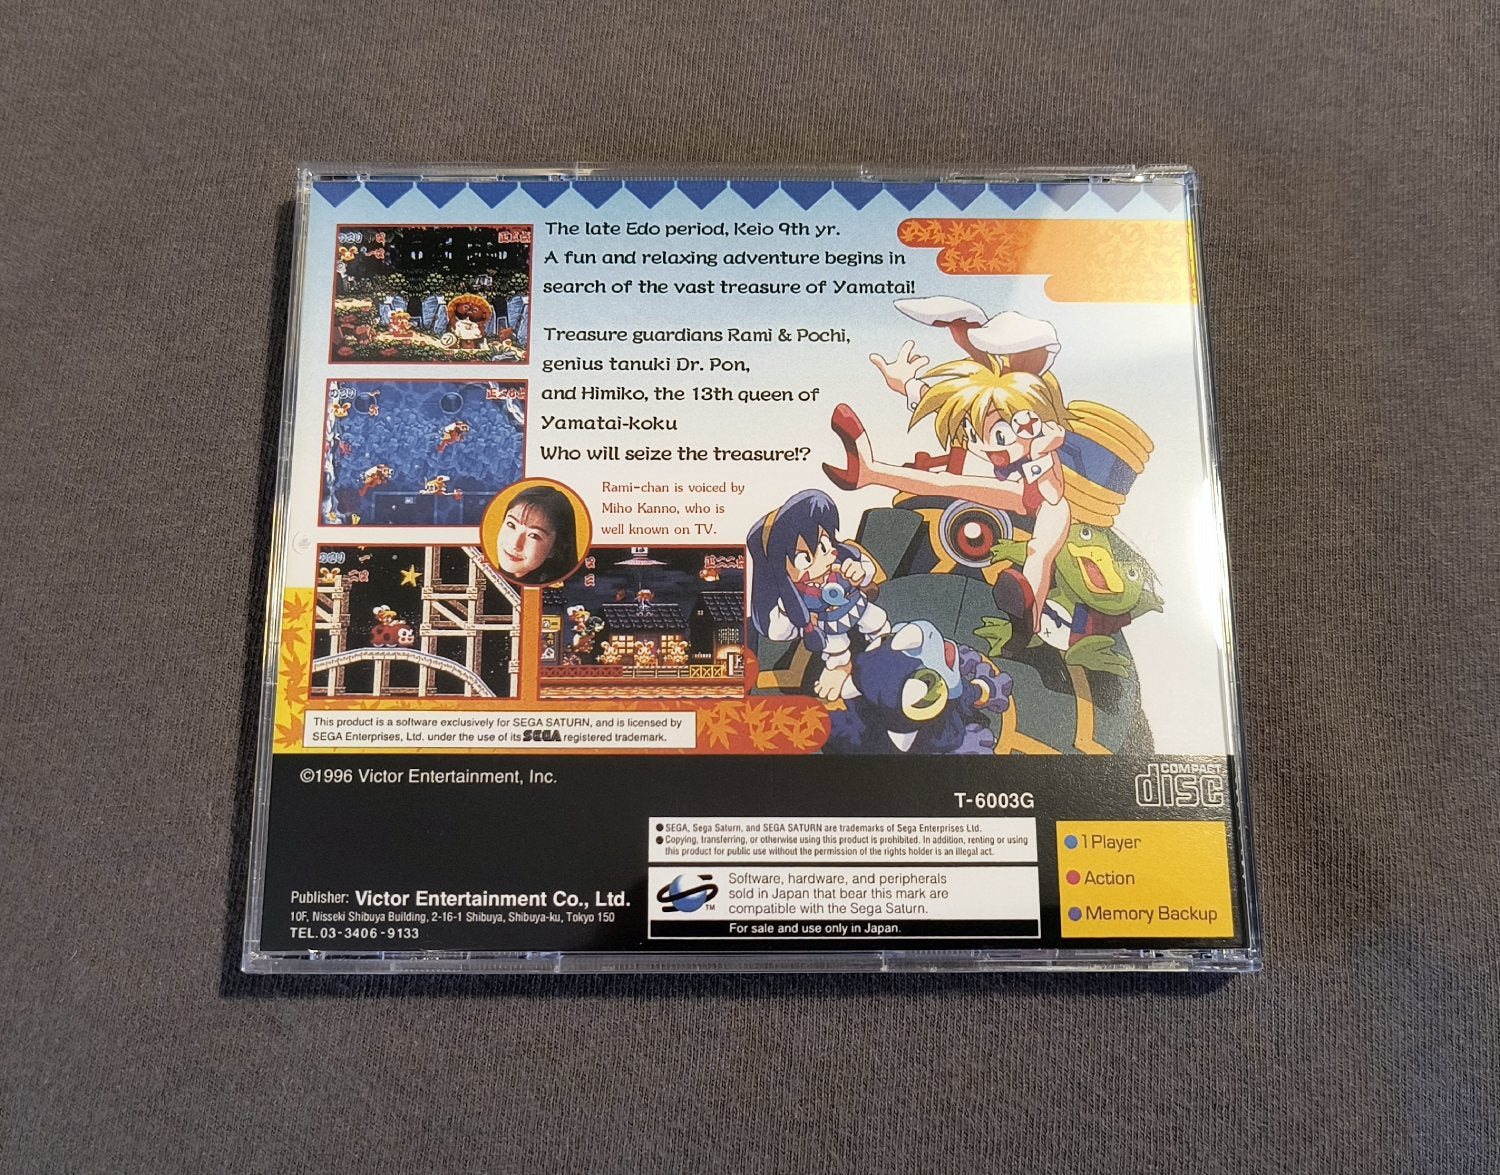 The late Edo period, Keio 9th yr.
A fun and relaxing adventure begins in
search of the vast treasure of Yamatai!
Treasure guardians Rami & Pochi,
genius tanuki Dr. Pon,
and Himiko, the 13th queen of
Yamatai-koku
Who will seize the treasure!?
Rami-chan is voiced by
Miho Kanno, who is
well known on TV.
This product is a software exclusively for SEGA SATURN, and is licensed by
SEGA Enterprises, Ltd. under the use of its SEGA registered trademark.
©1996 Victor Entertainment, Inc.
COMPACT
disc
T-6003G
●SEGA, Sega Saturn, and SEGA SATURN are trademarks of Sega Enterprises Ltd.
●Copying, transferring, or otherwise using this product is prohibited. In addition, renting or using
this product for public use without the permission of the rights holder is an illegal act.
Software, hardware, and peripherals
sold in Japan that bear this mark are
compatible with the Sega Saturn.
TM
For sale and use only in Japan.
1 Player
Action
Memory Backup
Publisher: Victor Entertainment Co., Ltd.
10F, Nisseki Shibuya Building, 2-16-1 Shibuya, Shibuya-ku, Tokyo 150
TEL.03-3406-9133